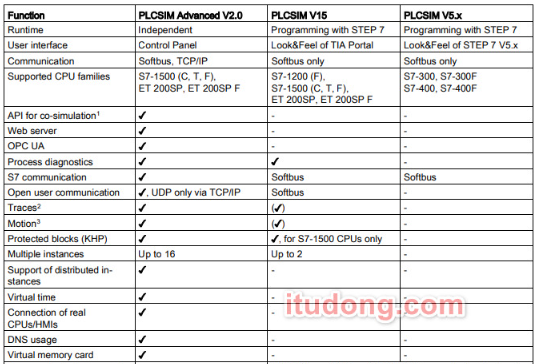 Function PLCSIM Advanced V2.0 PLCSIM V15 PLCSIM V5.x
Runtime Independent Programming with STEP 7 Programming with STEP 7
User interface Control Panel Look&Feel of TIA Portal Look&Feel of STEP 7 V5.x
Communication Softbus, TCP/IP Softbus only Softbus only
Supported CPU families S7-1500 (C, T, F), S7-1200 (F), S7-300, S7-300F
ET 200SP, ET 200SP F S7-1500 (C, T, F), S7-400, S7-400F
ET 200SP, ET 200SP F
API for co-simulation¹ ✔ - -
Web server ✔ - -
OPC UA ✔ - -
Process diagnostics ✔ ✔ -
S7 communication ✔ Softbus Softbus
Open user communication ✔, UDP only via TCP/IP Softbus -
Traces² ✔ (✔) -
Motion³ ✔ (✔) -
Protected blocks (KHP) ✔ ✔, for S7-1500 CPUs only -
Multiple instances Up to 16 Up to 2 -
Support of distributed in- ✔ - -
stances
Virtual time ✔ - -
Connection of real ✔ - -
CPUs/HMIs
DNS usage ✔ - -
Virtual memory card ✔ - -
itudong.com